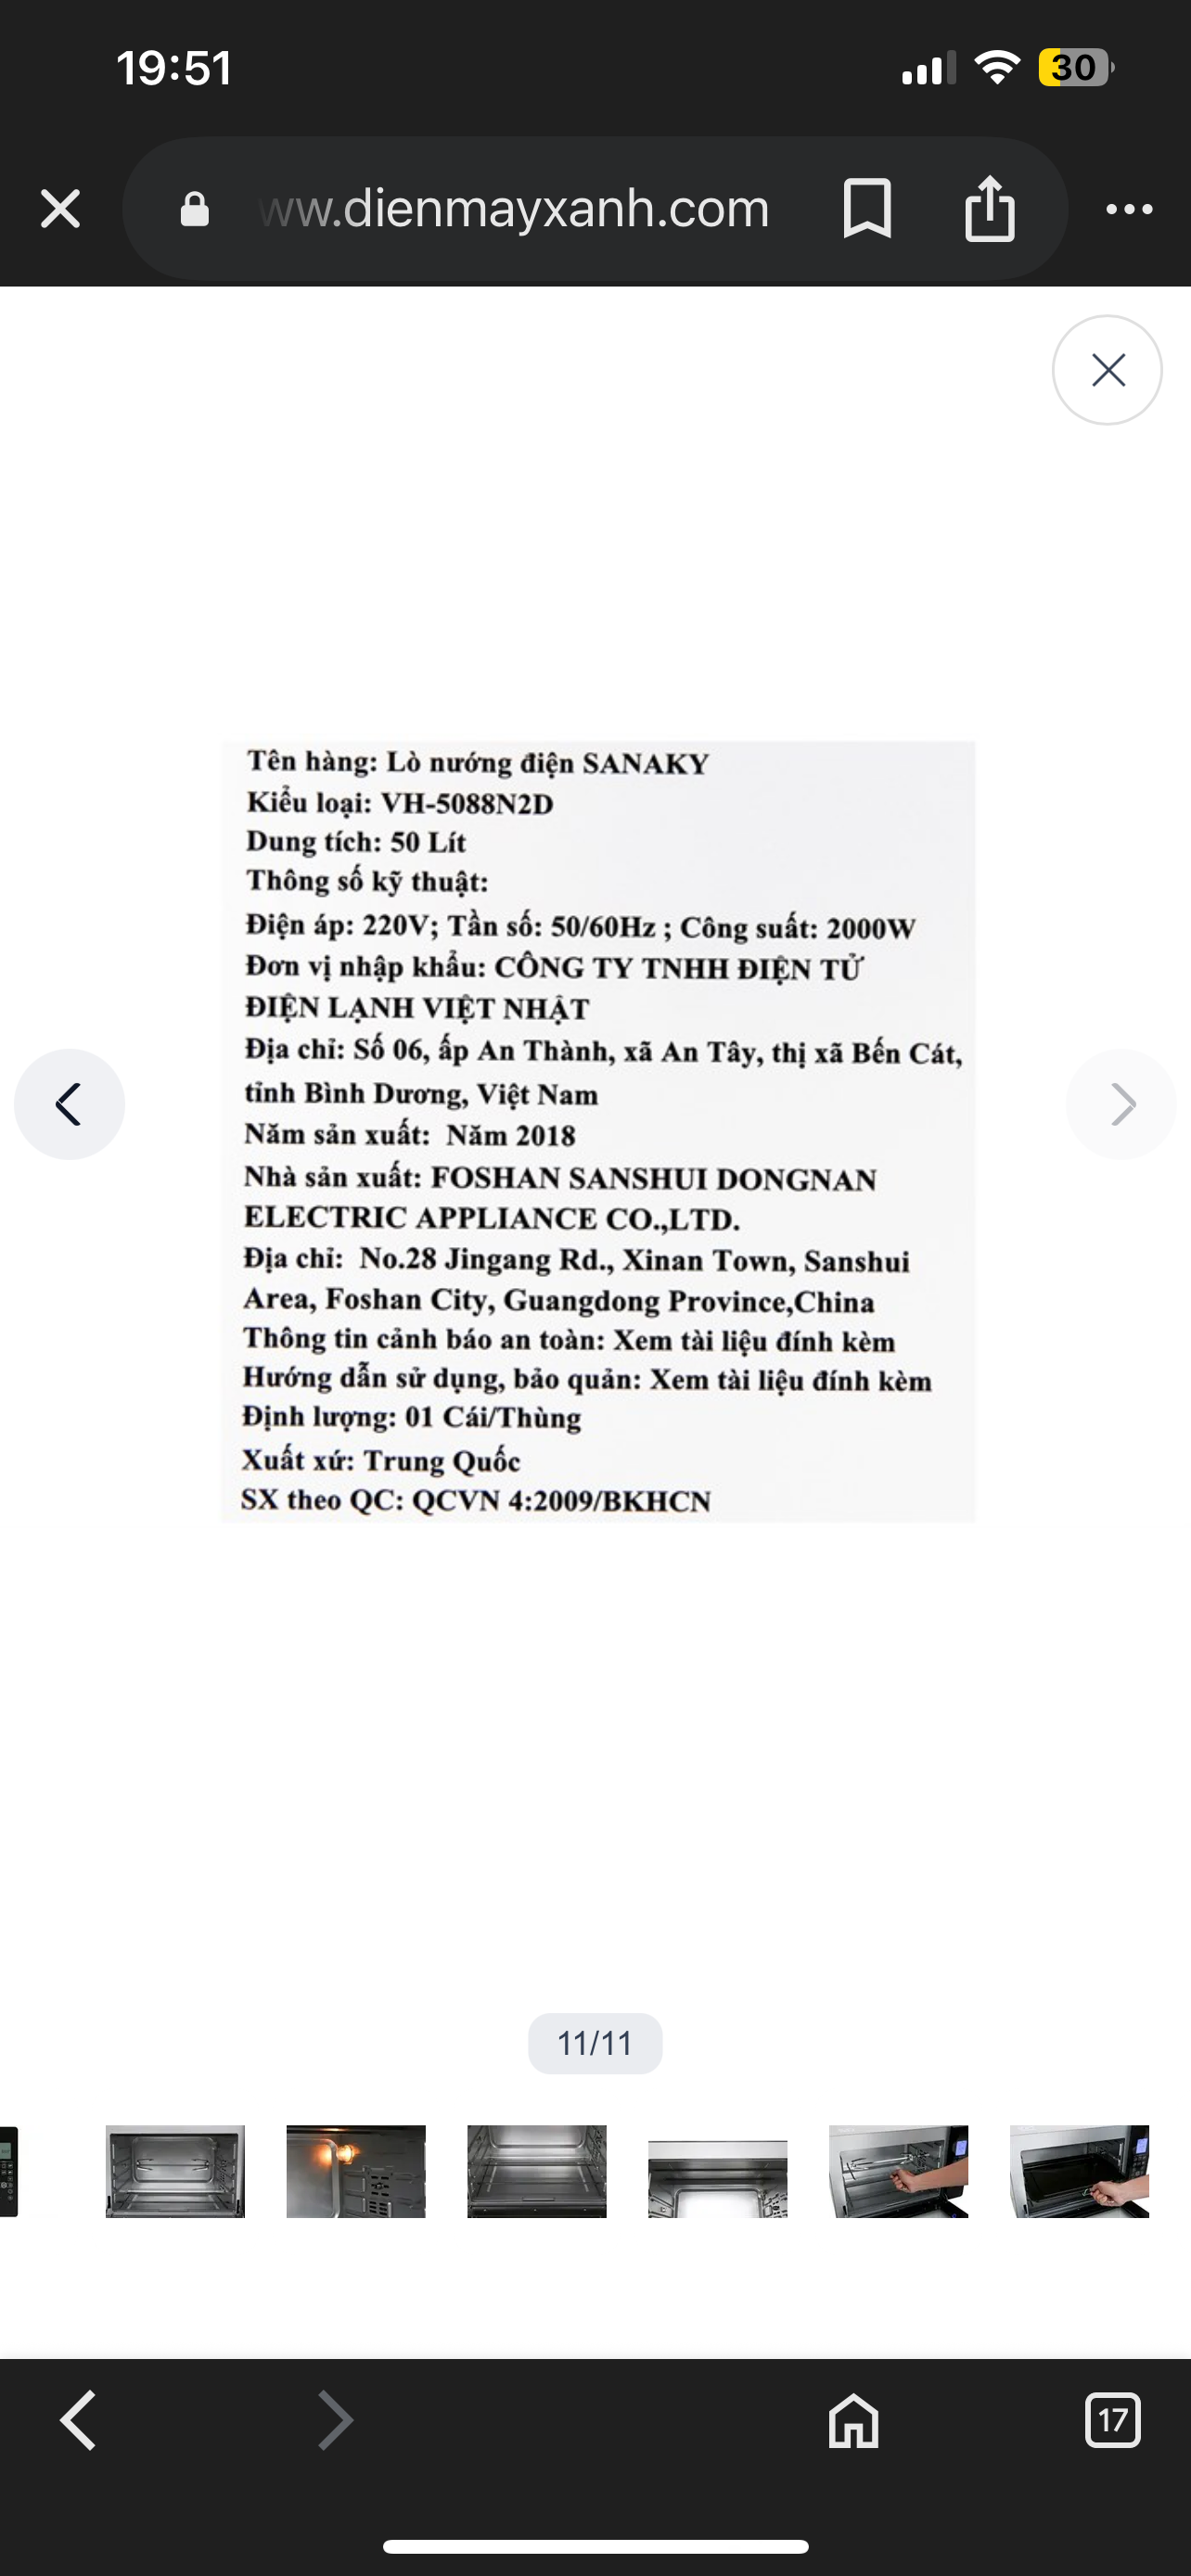 19:51
30
ww.dienmayxanh.com
Tên hàng: Lò nướng điện SANAKY
Kiểu loại: VH-5088N2D
Dung tích: 50 Lít
Thông số kỹ thuật:
Điện áp: 220V; Tần số: 50/60Hz ; Công suất: 2000W
Đơn vị nhập khẩu: CÔNG TY TNHH ĐIỆN TỬ
ĐIỆN LẠNH VIỆT NHẬT
Địa chỉ: Số 06, ấp An Thành, xã An Tây, thị xã Bến Cát,
tỉnh Bình Dương, Việt Nam
Năm sản xuất: Năm 2018
Nhà sản xuất: FOSHAN SANSHUI DONGNAN
ELECTRIC APPLIANCE CO.,LTD.
Địa chỉ: No.28 Jingang Rd., Xinan Town, Sanshui
Area, Foshan City, Guangdong Province,China
Thông tin cảnh báo an toàn: Xem tài liệu đính kèm
Hướng dẫn sử dụng, bảo quản: Xem tài liệu đính kèm
Định lượng: 01 Cái/Thùng
Xuất xứ: Trung Quốc
SX theo QC: QCVN 4:2009/BKHCN
11/11
17